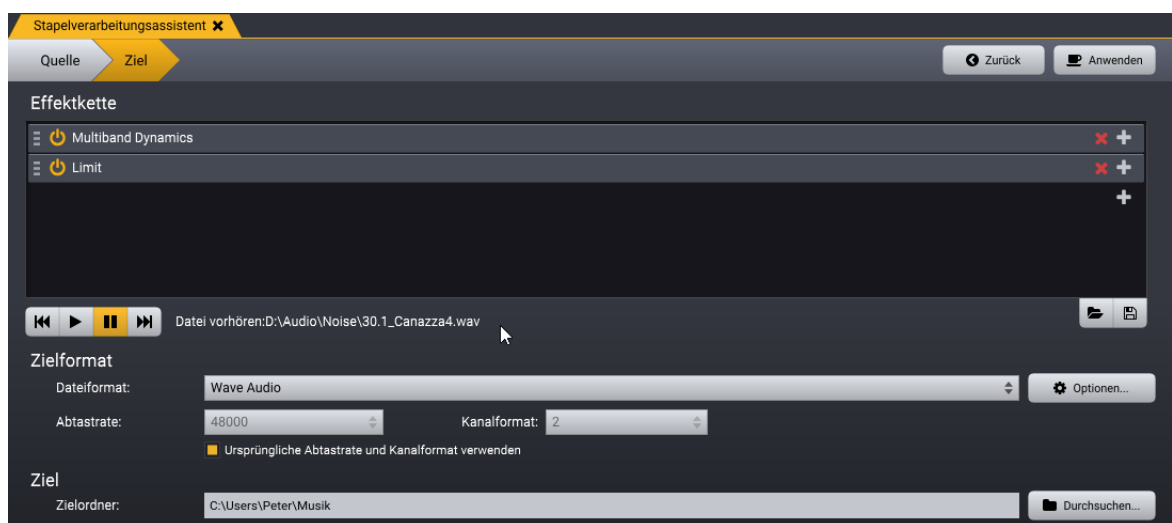 Stapelverarbeitungsassistent
Quelle Ziel Zurück Anwenden
Effektkette
Multiband Dynamics
Limit
Datei vorhören:D:\Audio\Noise\30.1_Canazza4.wav
Zielformat
Dateiformat: Wave Audio Optionen...
Abtastrate: 48000 Kanalformat: 2
Ursprüngliche Abtastrate und Kanalformat verwenden
Ziel
Zielordner: C:\Users\Peter\Musik Durchsuchen...